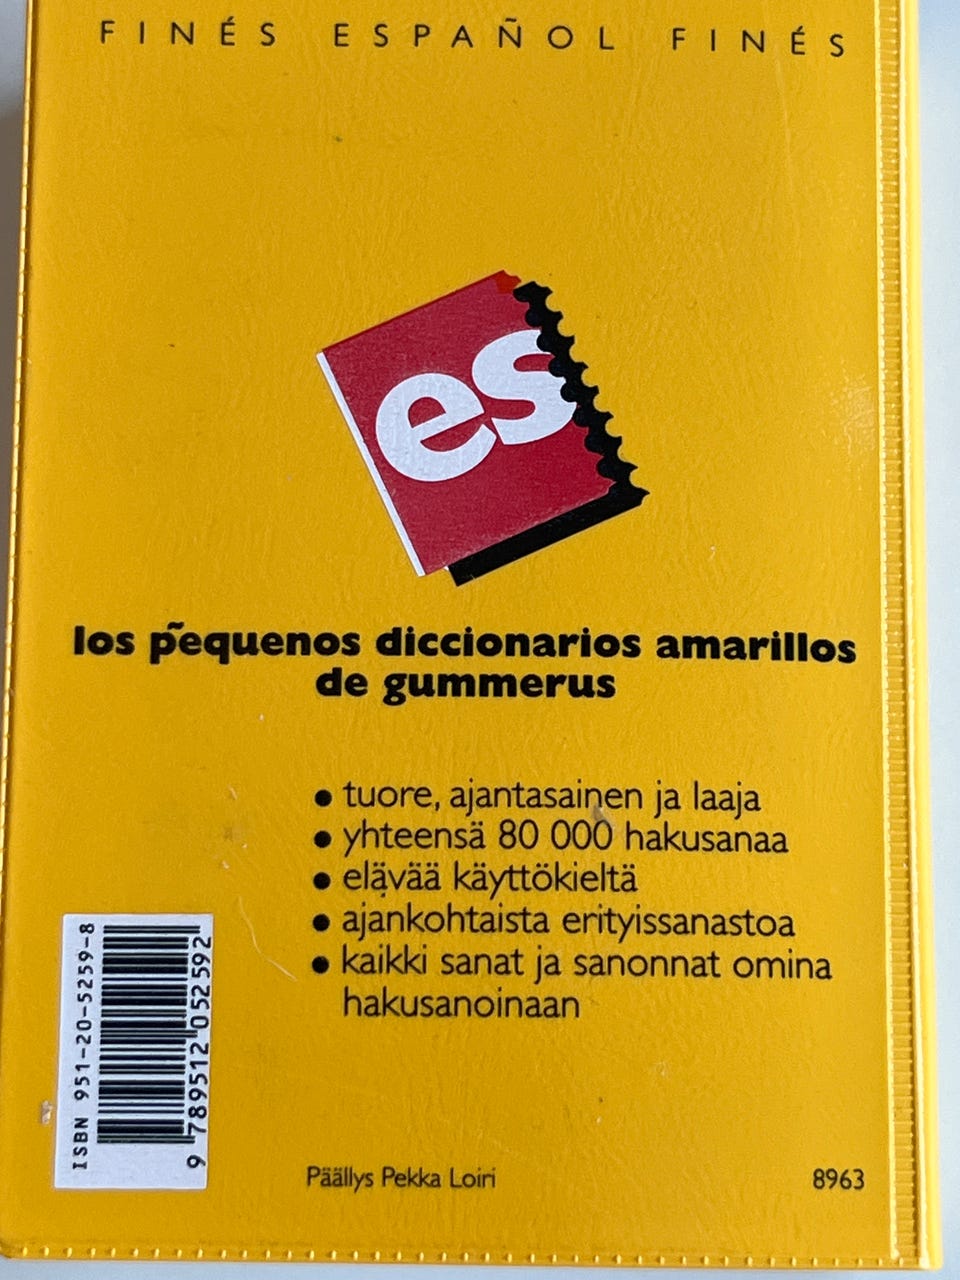 FINÉS ESPAÑOL FINÉS
es
los p̃equenos diccionarios amarillos
de gummerus
● tuore, ajantasainen ja laaja
● yhteensä 80 000 hakusanaa
● elävää käyttökieltä
● ajankohtaista erityissanastoa
● kaikki sanat ja sanonnat omina
hakusanoinaan
ISBN 951-20-5259-8
9 789512 052592
Päällys Pekka Loiri
8963